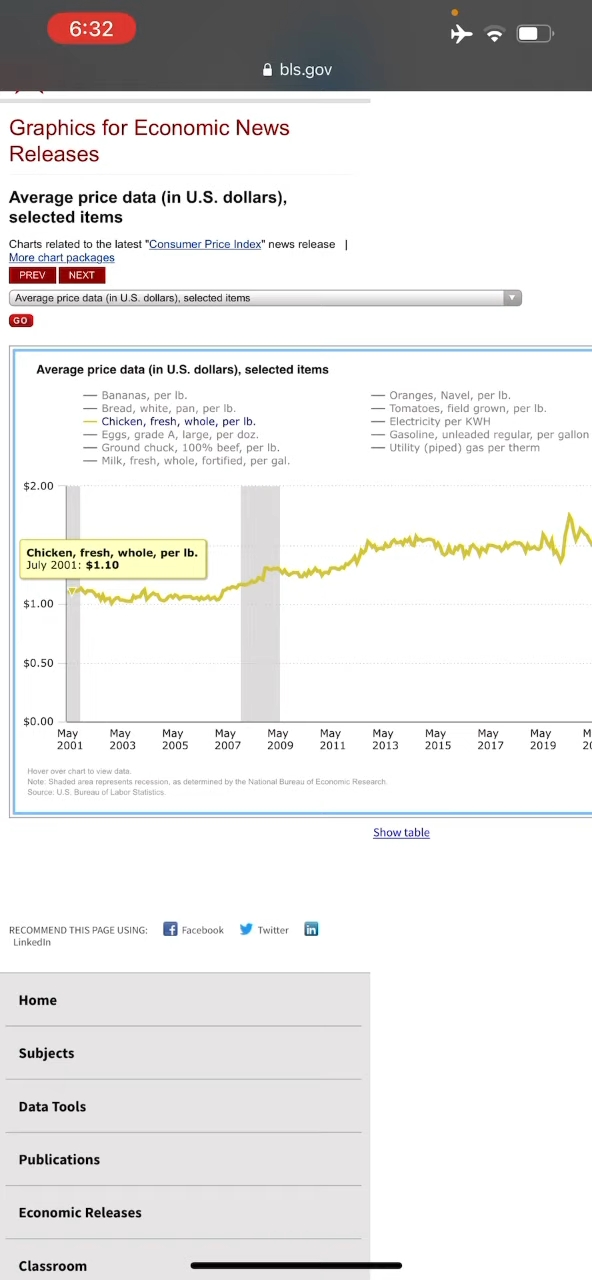 6:32
bls.gov
Graphics for Economic News
Releases
Average price data (in U.S. dollars),
selected items
Charts related to the latest "Consumer Price Index" news release |
More chart packages
PREV NEXT
Average price data (in U.S. dollars), selected items
GO
Average price data (in U.S. dollars), selected items
Bananas, per lb.
Bread, white, pan, per lb.
Chicken, fresh, whole, per lb.
Eggs, grade A, large, per doz.
Ground chuck, 100% beef, per lb.
Milk, fresh, whole, fortified, per gal.
Oranges, Navel, per lb.
Tomatoes, field grown, per lb.
Electricity per KWH
Gasoline, unleaded regular, per gallon
Utility (piped) gas per therm
$2.00
Chicken, fresh, whole, per lb.
July 2001: $1.10
$1.00
$0.50
$0.00
May May May May May May May May May May M
2001 2003 2005 2007 2009 2011 2013 2015 2017 2019 20
Hover over chart to view data.
Note: Shaded area represents recession, as determined by the National Bureau of Economic Research.
Source: U.S. Bureau of Labor Statistics.
Show table
RECOMMEND THIS PAGE USING: Facebook Twitter in
LinkedIn
Home
Subjects
Data Tools
Publications
Economic Releases
Classroom